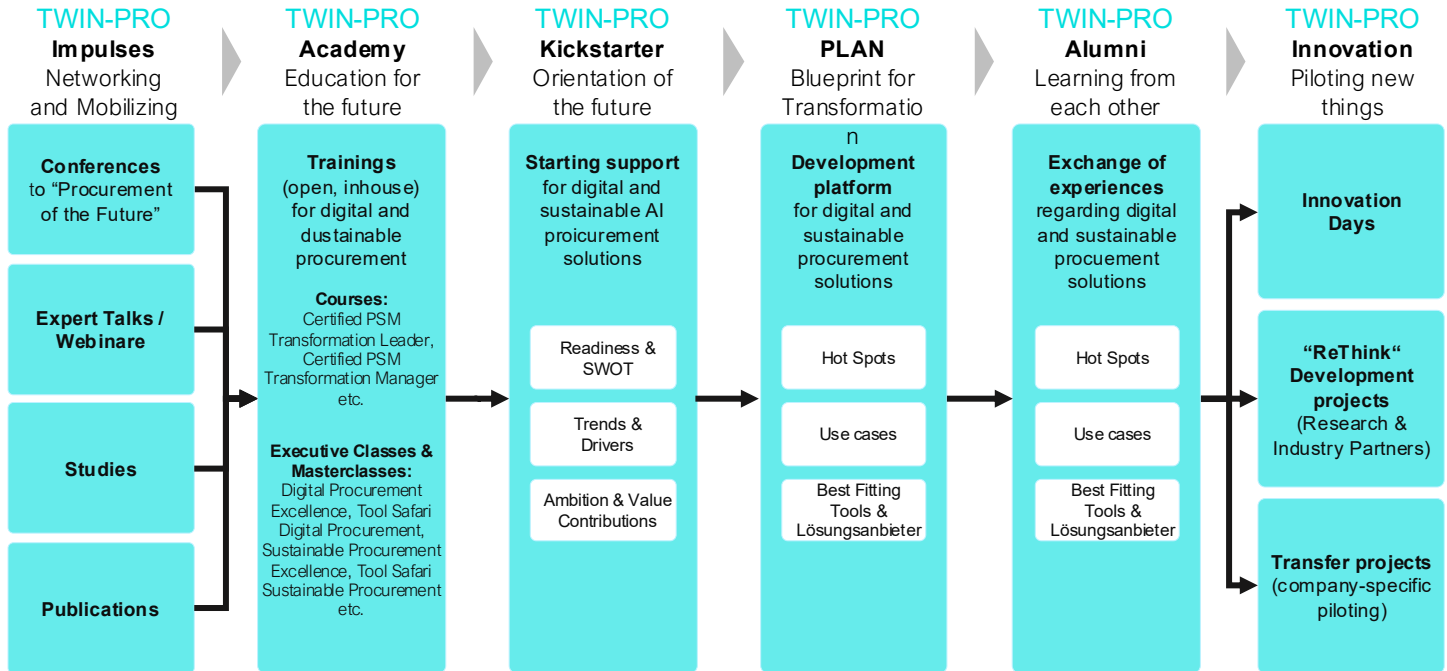 TWIN-PRO
Impulses
Networking
and Mobilizing
Conferences
to “Procurement
of the Future”
Expert Talks /
Webinare
Studies
Publications
TWIN-PRO
Academy
Education for
the future
Trainings
(open, inhouse)
for digital and
dustainable
procurement
Courses:
Certified PSM
Transformation Leader,
Certified PSM
Transformation Manager
etc.
Executive Classes &
Masterclasses:
Digital Procurement
Excellence, Tool Safari
Digital Procurement,
Sustainable Procurement
Excellence, Tool Safari
Sustainable Procurement
etc.
TWIN-PRO
Kickstarter
Orientation of
the future
Starting support
for digital and
sustainable AI
proicurement
solutions
Readiness &
SWOT
Trends &
Drivers
Ambition & Value
Contributions
TWIN-PRO
PLAN
Blueprint for
Transformatio
n
Development
platform
for digital and
sustainable
procurement
solutions
Hot Spots
Use cases
Best Fitting
Tools &
Lösungsanbieter
TWIN-PRO
Alumni
Learning from
each other
Exchange of
experiences
regarding digital
and sustainable
procuement
solutions
Hot Spots
Use cases
Best Fitting
Tools &
Lösungsanbieter
TWIN-PRO
Innovation
Piloting new
things
Innovation
Days
“ReThink“
Development
projects
(Research &
Industry Partners)
Transfer projects
(company-specific
piloting)